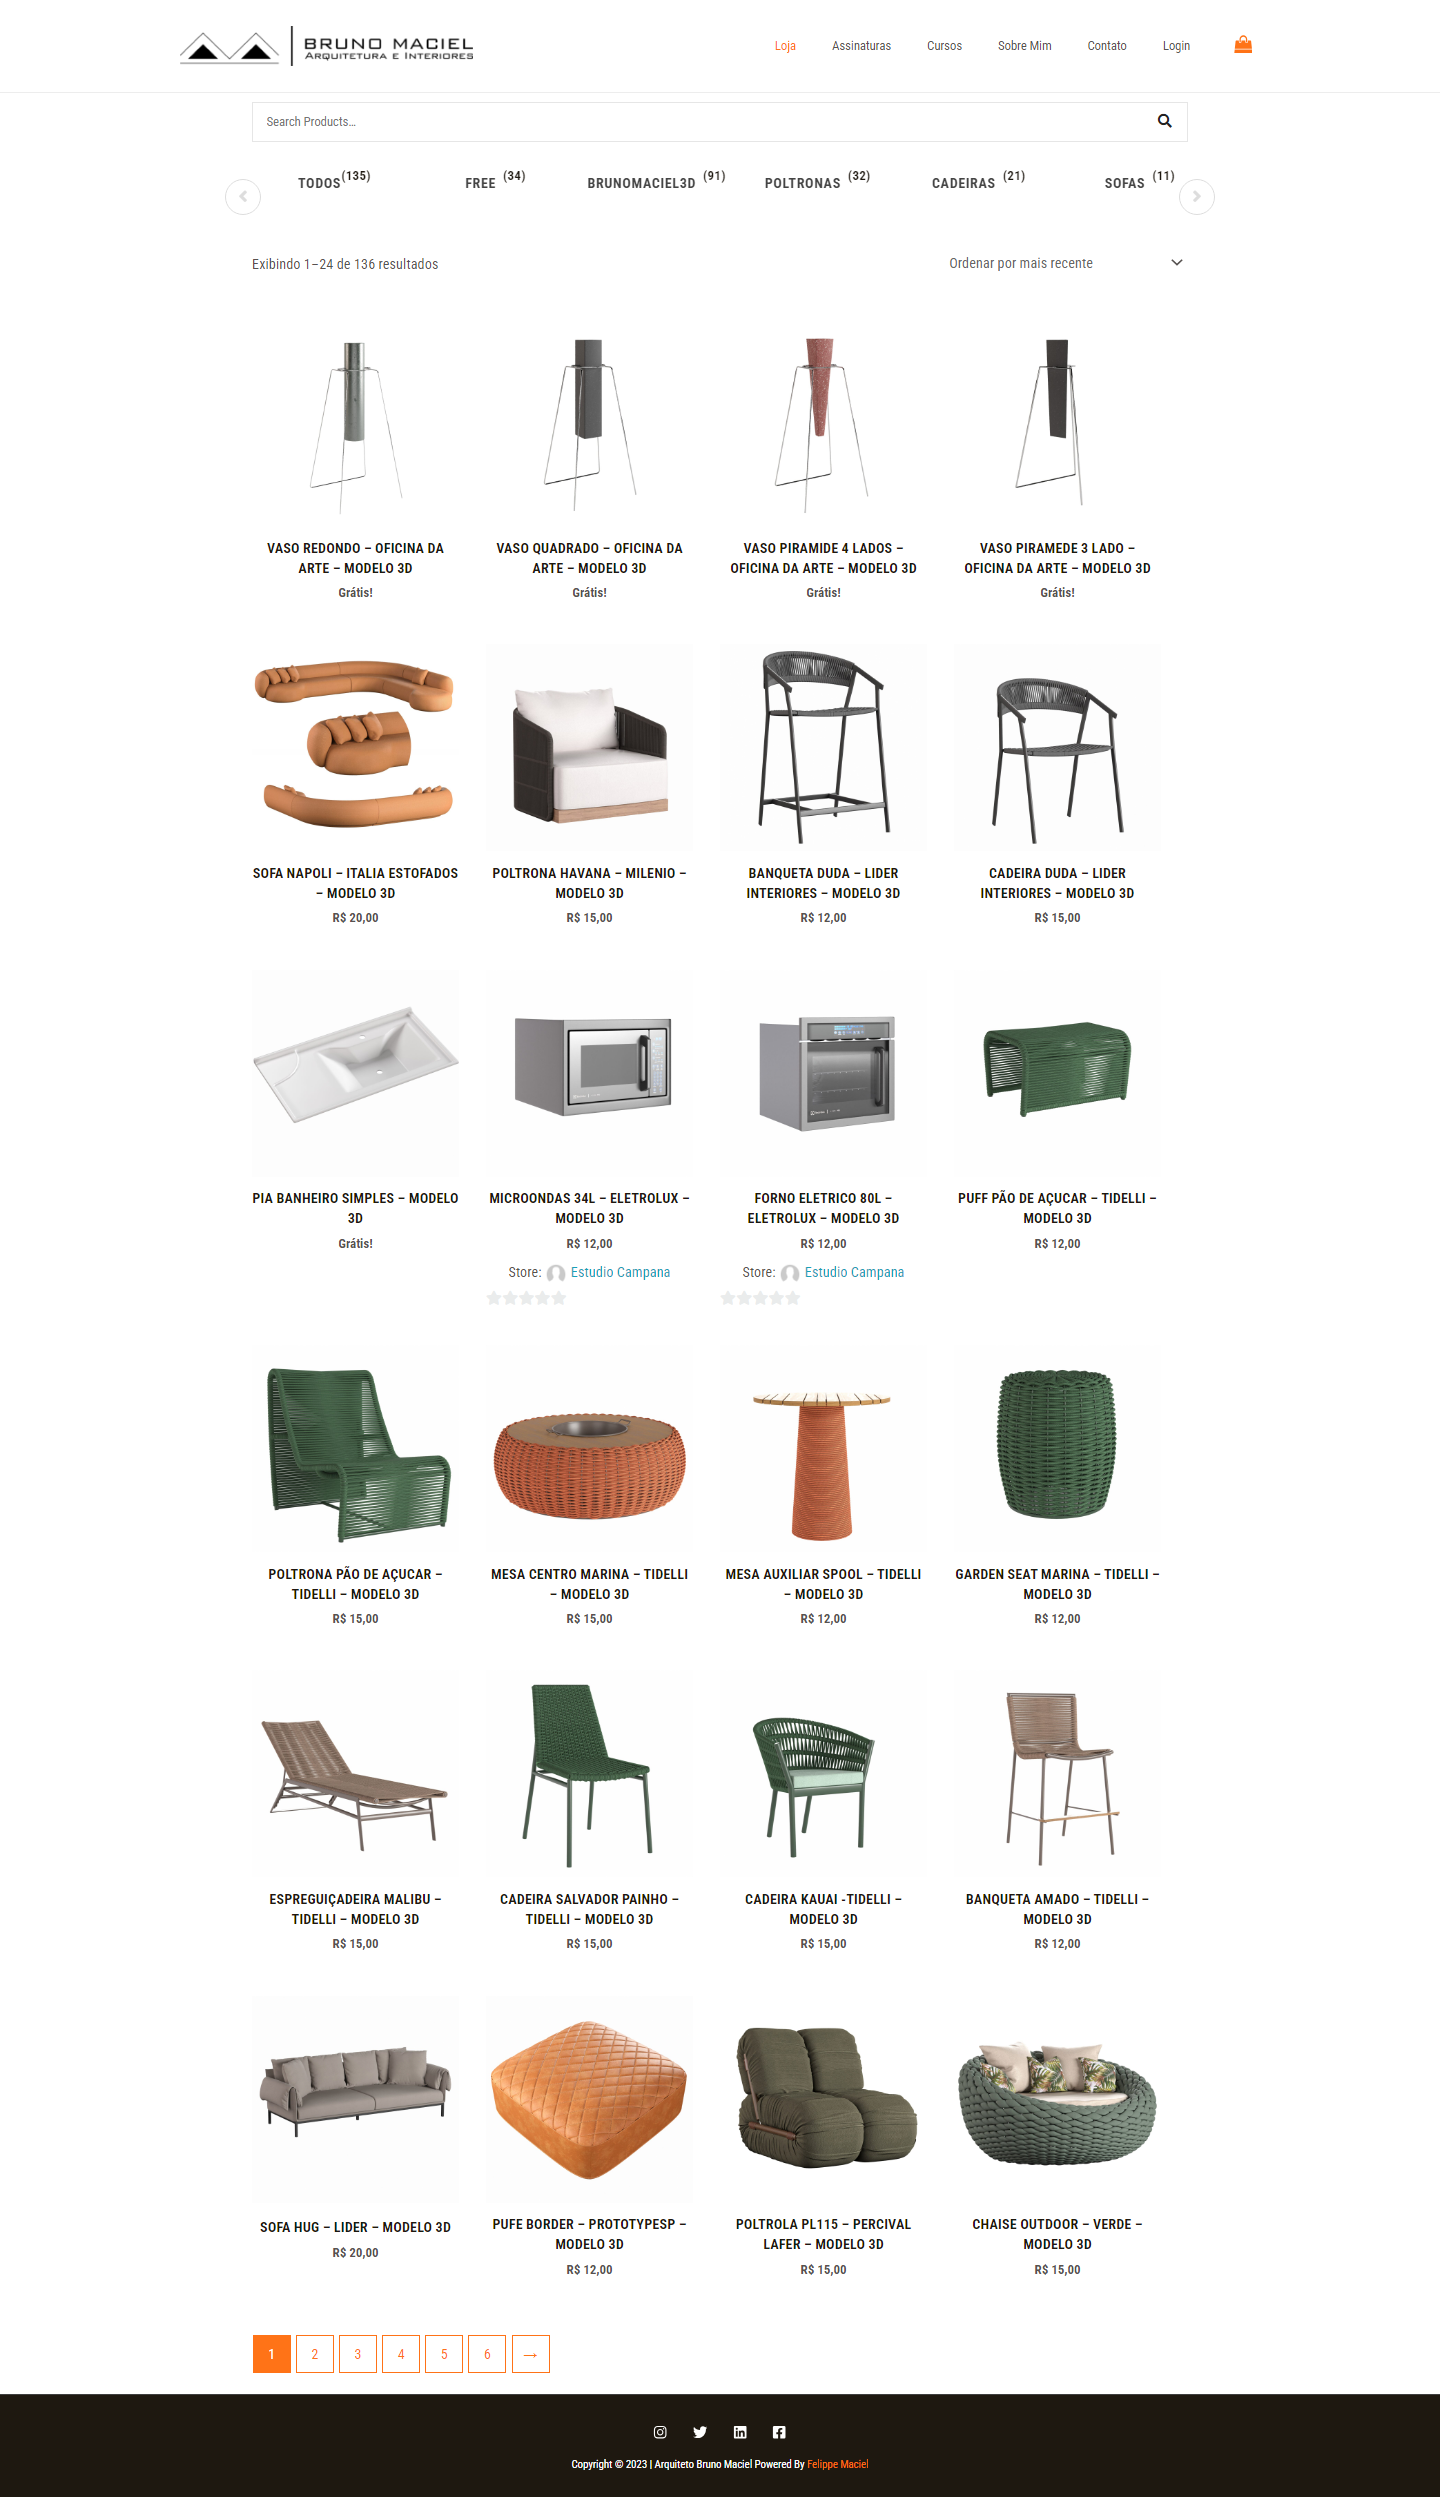 BRUNO MACIEL
ARQUITETURA E INTERIORES
Loja
Assinaturas
Cursos
Sobre Mim
Contato
Login
Search Products...
TODOS (135)
FREE (34)
BRUNOMACIEL3D (91)
POLTRONAS (32)
CADEIRAS (21)
SOFAS (11)
Exibindo 1–24 de 136 resultados
Ordenar por mais recente
VASO REDONDO – OFICINA DA
ARTE – MODELO 3D
Grátis!
VASO QUADRADO – OFICINA DA
ARTE – MODELO 3D
Grátis!
VASO PIRAMIDE 4 LADOS –
OFICINA DA ARTE – MODELO 3D
Grátis!
VASO PIRAMEDE 3 LADO –
OFICINA DA ARTE – MODELO 3D
Grátis!
SOFA NAPOLI – ITALIA ESTOFADOS
– MODELO 3D
R$ 20,00
POLTRONA HAVANA – MILENIO –
MODELO 3D
R$ 15,00
BANQUETA DUDA – LIDER
INTERIORES – MODELO 3D
R$ 12,00
CADEIRA DUDA – LIDER
INTERIORES – MODELO 3D
R$ 15,00
PIA BANHEIRO SIMPLES – MODELO
3D
Grátis!
MICROONDAS 34L – ELETROLUX –
MODELO 3D
R$ 12,00
Store: Estudio Campana
FORNO ELETRICO 80L –
ELETROLUX – MODELO 3D
R$ 12,00
Store: Estudio Campana
PUFF PÃO DE AÇUCAR – TIDELLI –
MODELO 3D
R$ 12,00
POLTRONA PÃO DE AÇUCAR –
TIDELLI – MODELO 3D
R$ 15,00
MESA CENTRO MARINA – TIDELLI
– MODELO 3D
R$ 15,00
MESA AUXILIAR SPOOL – TIDELLI
– MODELO 3D
R$ 12,00
GARDEN SEAT MARINA – TIDELLI –
MODELO 3D
R$ 12,00
ESPREGUIÇADEIRA MALIBU –
TIDELLI – MODELO 3D
R$ 15,00
CADEIRA SALVADOR PAINHO –
TIDELLI – MODELO 3D
R$ 15,00
CADEIRA KAUAI -TIDELLI –
MODELO 3D
R$ 15,00
BANQUETA AMADO – TIDELLI –
MODELO 3D
R$ 12,00
SOFA HUG – LIDER – MODELO 3D
R$ 20,00
PUFE BORDER – PROTOTYPESP –
MODELO 3D
R$ 12,00
POLTROLA PL115 – PERCIVAL
LAFER – MODELO 3D
R$ 15,00
CHAISE OUTDOOR – VERDE –
MODELO 3D
R$ 15,00
1 2 3 4 5 6 →
Copyright © 2023 | Arquiteto Bruno Maciel Powered By Felippe Maciel